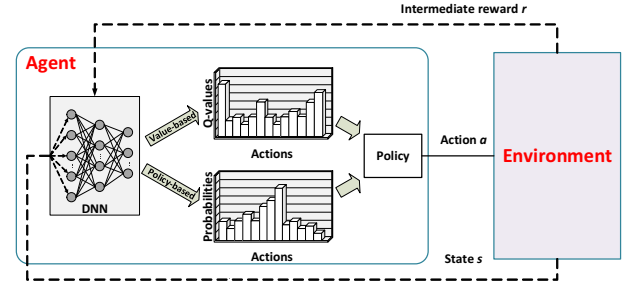 Intermediate reward r
Agent
Value-based
Q-values
Actions
DNN
Policy-based
Probabilities
Actions
Policy
Action a
Environment
State s